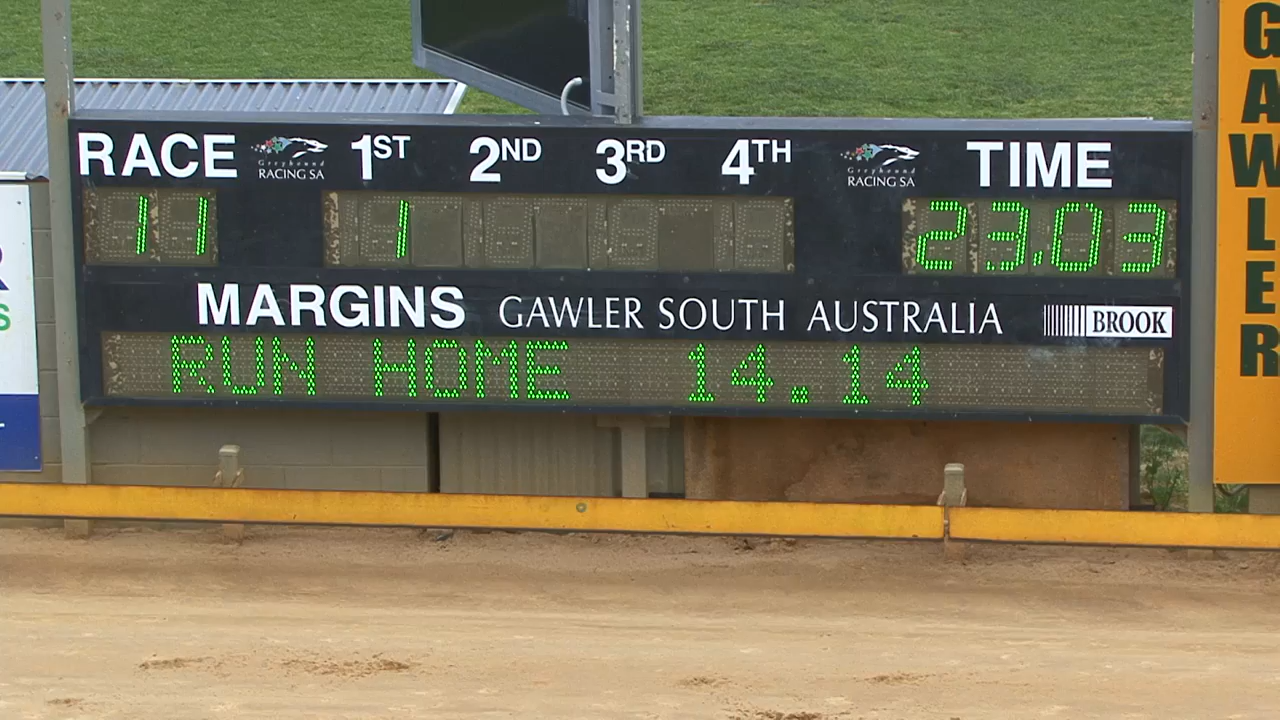 RACE Greyhound RACING SA 1ST 2ND 3RD 4TH Greyhound RACING SA TIME
11 1 23.03
MARGINS GAWLER SOUTH AUSTRALIA BROOK
RUN HOME 14.14
GAWLER